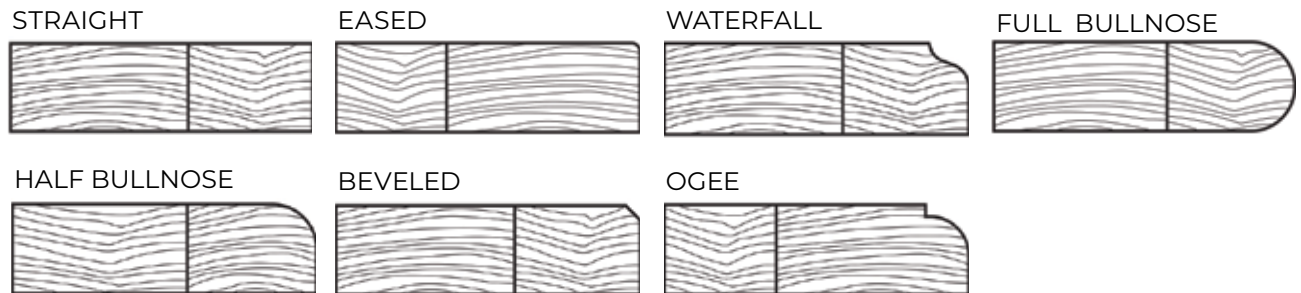 STRAIGHT
EASED
WATERFALL
FULL BULLNOSE
HALF BULLNOSE
BEVELED
OGEE